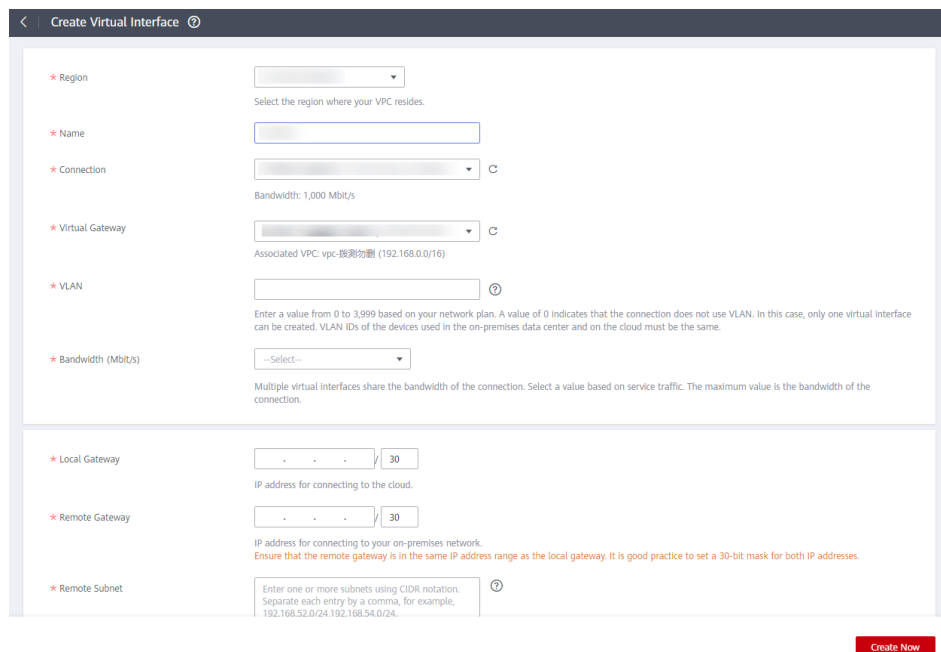 Create Virtual Interface
* Region
Select the region where your VPC resides.
* Name
* Connection
Bandwidth: 1,000 Mbit/s
* Virtual Gateway
Associated VPC: vpc-拨测勿删 (192.168.0.0/16)
* VLAN
Enter a value from 0 to 3,999 based on your network plan. A value of 0 indicates that the connection does not use VLAN. In this case, only one virtual interface
can be created. VLAN IDs of the devices used in the on-premises data center and on the cloud must be the same.
* Bandwidth (Mbit/s)
--Select--
Multiple virtual interfaces share the bandwidth of the connection. Select a value based on service traffic. The maximum value is the bandwidth of the
connection.
* Local Gateway
. . . / 30
IP address for connecting to the cloud.
* Remote Gateway
. . . / 30
IP address for connecting to your on-premises network.
Ensure that the remote gateway is in the same IP address range as the local gateway. It is good practice to set a 30-bit mask for both IP addresses.
* Remote Subnet
Enter one or more subnets using CIDR notation.
Separate each entry by a comma, for example,
192.168.52.0/24,192.168.54.0/24.
Create Now